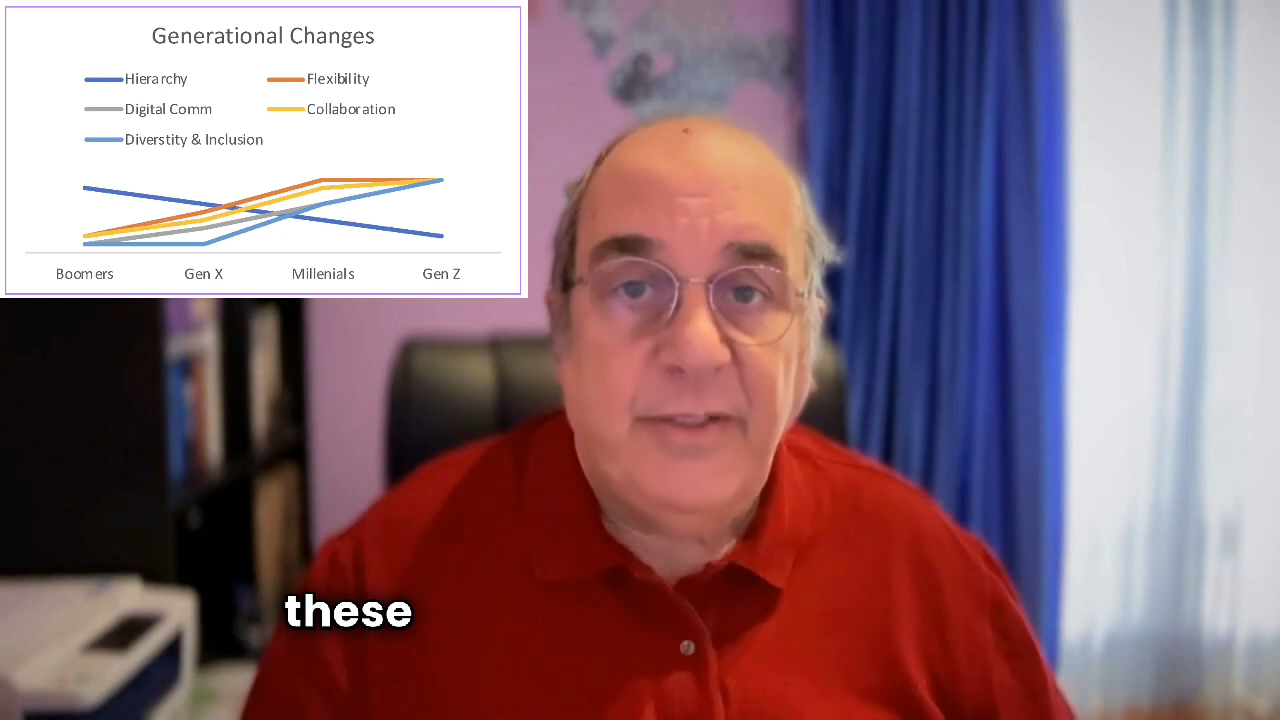 Generational Changes
Hierarchy Flexibility
Digital Comm Collaboration
Diverstity & Inclusion
Boomers Gen X Millenials Gen Z
these